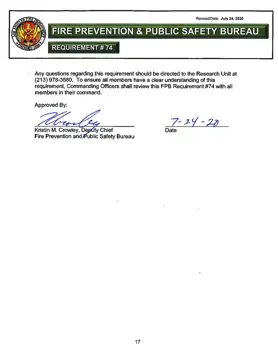 Revised Date: July 24, 2020
FIRE PREVENTION & PUBLIC SAFETY BUREAU
REQUIREMENT # 74
Any questions regarding this requirement should be directed to the Research Unit at
(213) 978-3560. To ensure all members have a clear understanding of this
requirement, Commanding Officers shall review this FPB Requirement #74 with all
members in their command.
Approved By:
7-24-20
Kristin M. Crowley, Deputy Chief Date
Fire Prevention and Public Safety Bureau
17